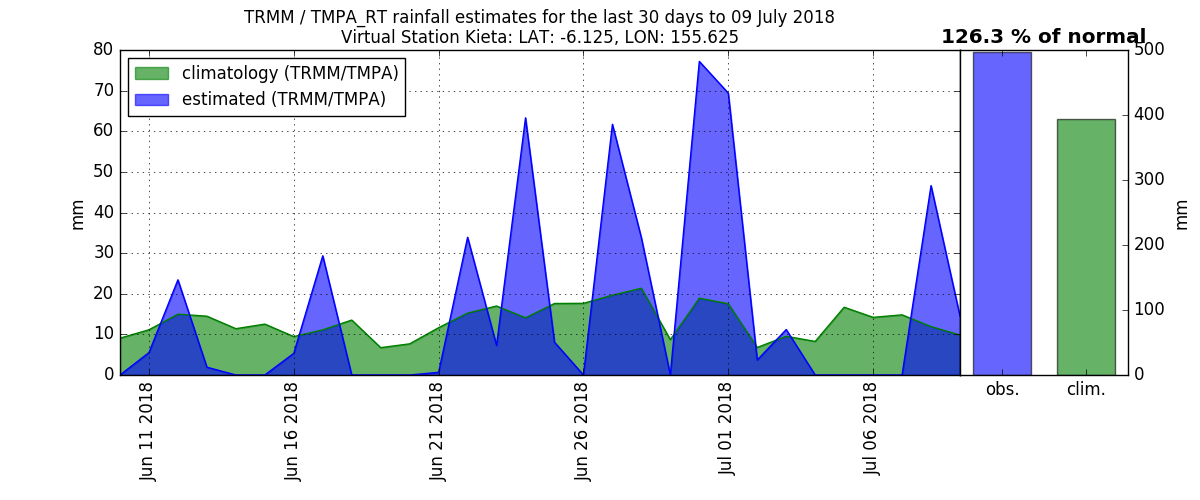 TRMM / TMPA_RT rainfall estimates for the last 30 days to 09 July 2018
Virtual Station Kieta: LAT: -6.125, LON: 155.625
126.3 % of normal
climatology (TRMM/TMPA)
estimated (TRMM/TMPA)
80
70
60
50
40
30
20
10
0
mm
Jun 11 2018
Jun 16 2018
Jun 21 2018
Jun 26 2018
Jul 01 2018
Jul 06 2018
obs.
clim.
500
400
300
200
100
0
mm